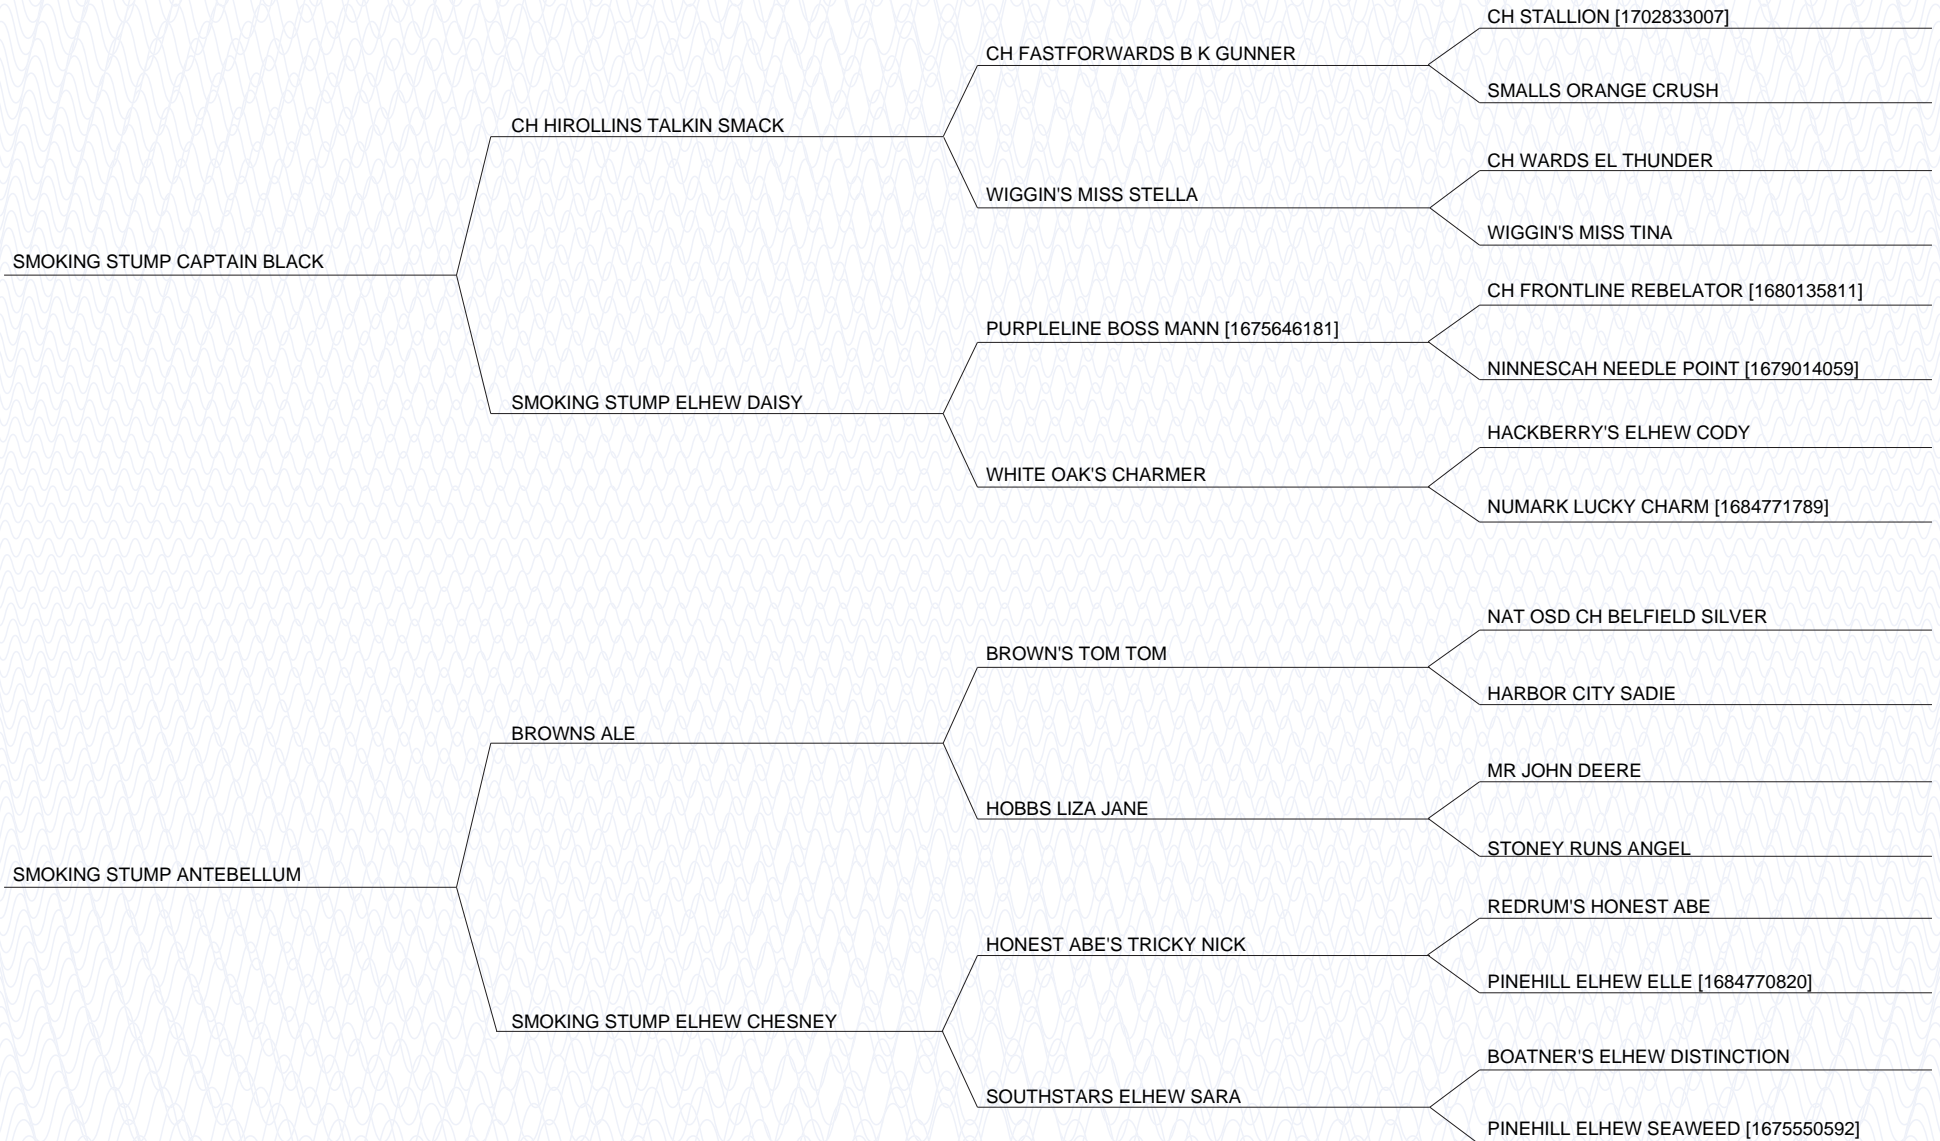 CH STALLION [1702833007]
CH FASTFORWARDS B K GUNNER
SMALLS ORANGE CRUSH
CH HIROLLINS TALKIN SMACK
CH WARDS EL THUNDER
WIGGIN'S MISS STELLA
WIGGIN'S MISS TINA
SMOKING STUMP CAPTAIN BLACK
CH FRONTLINE REBELATOR [1680135811]
PURPLELINE BOSS MANN [1675646181]
NINNESCAH NEEDLE POINT [1679014059]
SMOKING STUMP ELHEW DAISY
HACKBERRY'S ELHEW CODY
WHITE OAK'S CHARMER
NUMARK LUCKY CHARM [1684771789]
NAT OSD CH BELFIELD SILVER
BROWN'S TOM TOM
HARBOR CITY SADIE
BROWNS ALE
MR JOHN DEERE
HOBBS LIZA JANE
STONEY RUNS ANGEL
SMOKING STUMP ANTEBELLUM
REDRUM'S HONEST ABE
HONEST ABE'S TRICKY NICK
PINEHILL ELHEW ELLE [1684770820]
SMOKING STUMP ELHEW CHESNEY
BOATNER'S ELHEW DISTINCTION
SOUTHSTARS ELHEW SARA
PINEHILL ELHEW SEAWEED [1675550592]